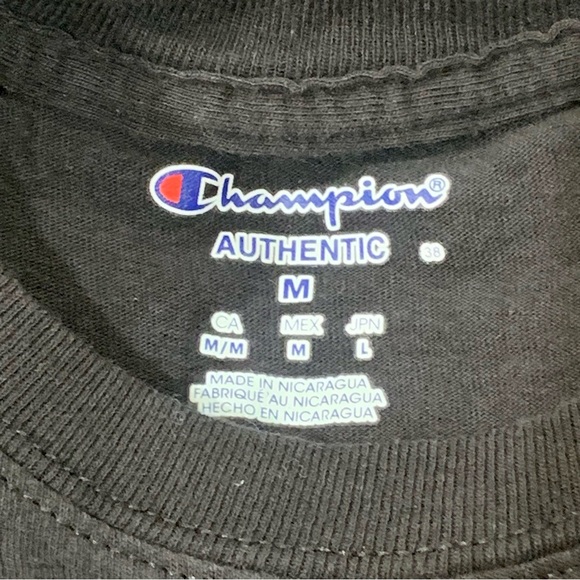 Champion®
AUTHENTIC 38
M
CA MEX JPN
M/M M L
MADE IN NICARAGUA
FABRIQUÉ AU NICARAGUA
HECHO EN NICARAGUA